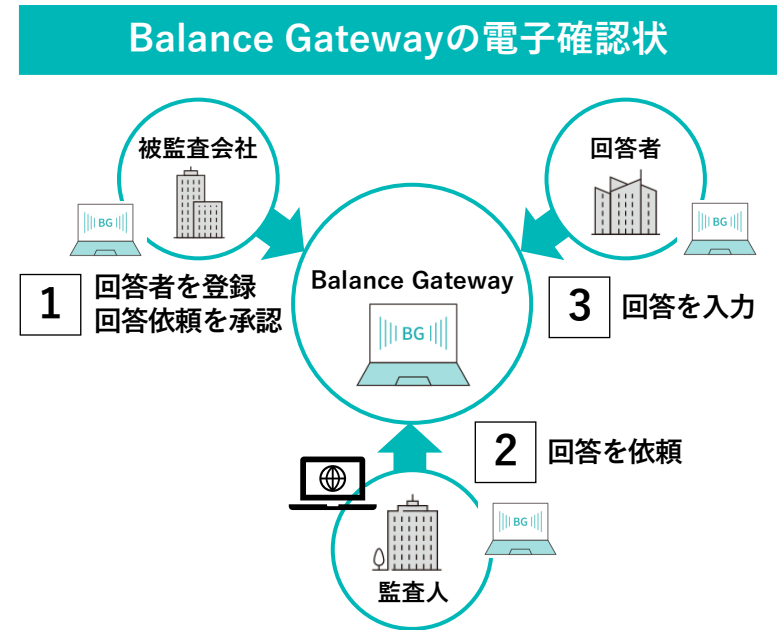 Balance Gatewayの電子確認状
被監査会社
BG
1
回答者を登録
回答依頼を承認
回答者
BG
Balance Gateway
BG
3
回答を入力
2
回答を依頼
BG
監査人